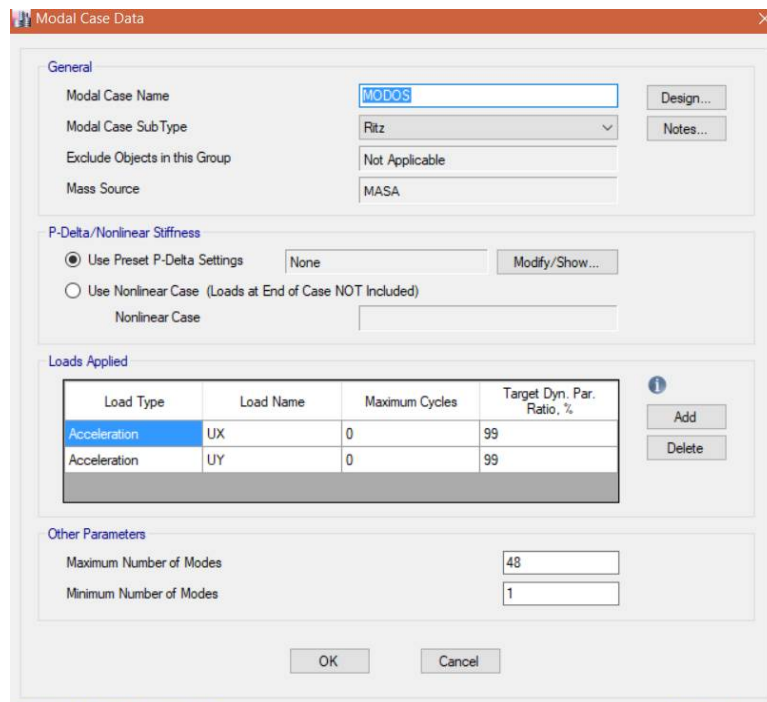 Modal Case Data
General
Modal Case Name MODOS Design...
Modal Case SubType Ritz Notes...
Exclude Objects in this Group Not Applicable
Mass Source MASA
P-Delta/Nonlinear Stiffness
Use Preset P-Delta Settings None Modify/Show...
Use Nonlinear Case (Loads at End of Case NOT Included)
Nonlinear Case
Loads Applied
Load Type Load Name Maximum Cycles Target Dyn. Par. Ratio, %
Acceleration UX 0 99
Acceleration UY 0 99
Add
Delete
Other Parameters
Maximum Number of Modes 48
Minimum Number of Modes 1
OK Cancel